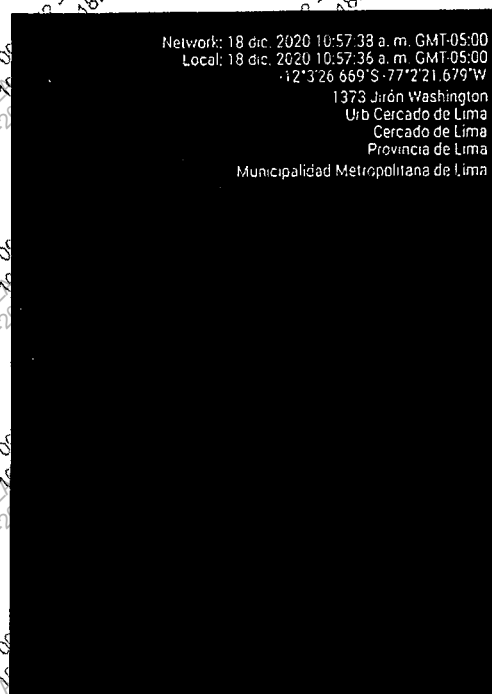 Network: 18 dic. 2020 10:57:33 a. m. GMT-05:00
Local: 18 dic. 2020 10:57:36 a. m. GMT-05:00
-12°3'26.669"S -77°2'21.679"W
1373 Jirón Washington
Urb Cercado de Lima
Cercado de Lima
Provincia de Lima
Municipalidad Metropolitana de Lima